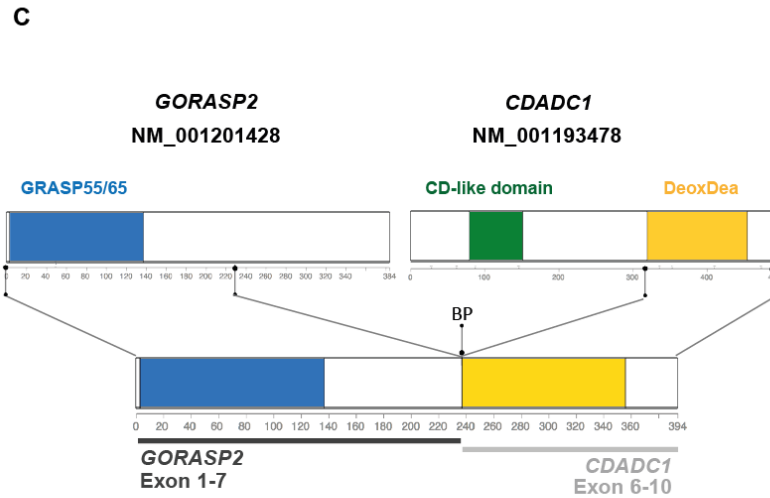 C
GORASP2
CDADC1
NM_001201428
NM_001193478
GRASP55/65
CD-like domain
DeoxDea
0 20 40 60 80 100 120 140 160 180 200 220 240 260 280 300 320 340 384
100 200 300 400
BP
0 20 40 60 80 100 120 140 160 180 200 220 240 260 280 300 320 340 360 394
GORASP2
Exon 1-7
CDADC1
Exon 6-10